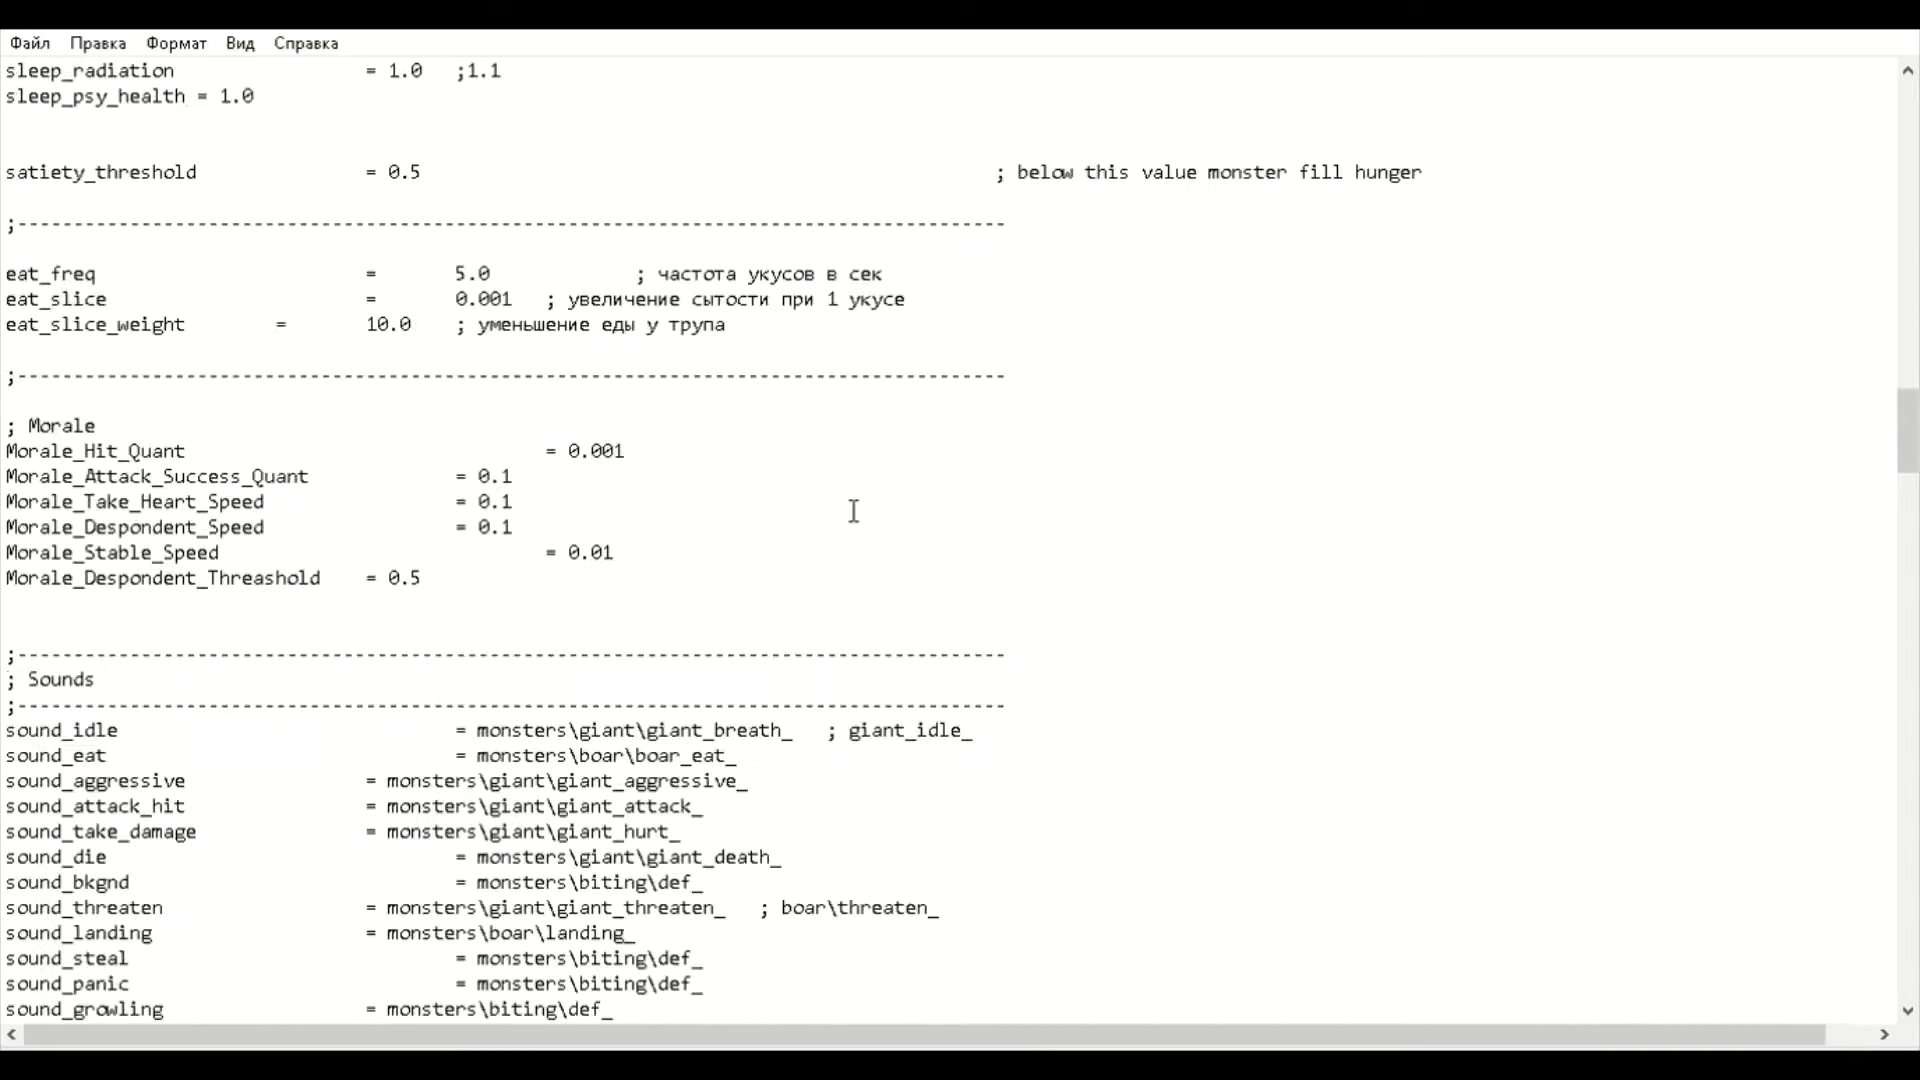 Файл Правка Формат Вид Справка
sleep_radiation = 1.0 ;1.1
sleep_psy_health = 1.0
satiety_threshold = 0.5 ; below this value monster fill hunger
;----------------------------------------------------------------------------------------
eat_freq = 5.0 ; частота укусов в сек
eat_slice = 0.001 ; увеличение сытости при 1 укусе
eat_slice_weight = 10.0 ; уменьшение еды у трупа
;----------------------------------------------------------------------------------------
; Morale
Morale_Hit_Quant = 0.001
Morale_Attack_Success_Quant = 0.1
Morale_Take_Heart_Speed = 0.1
Morale_Despondent_Speed = 0.1
Morale_Stable_Speed = 0.01
Morale_Despondent_Threashold = 0.5
;----------------------------------------------------------------------------------------
; Sounds
;----------------------------------------------------------------------------------------
sound_idle = monsters\giant\giant_breath_ ; giant_idle_
sound_eat = monsters\boar\boar_eat_
sound_aggressive = monsters\giant\giant_aggressive_
sound_attack_hit = monsters\giant\giant_attack_
sound_take_damage = monsters\giant\giant_hurt_
sound_die = monsters\giant\giant_death_
sound_bkgnd = monsters\biting\def_
sound_threaten = monsters\giant\giant_threaten_ ; boar\threaten_
sound_landing = monsters\boar\landing_
sound_steal = monsters\biting\def_
sound_panic = monsters\biting\def_
sound_growling = monsters\biting\def_